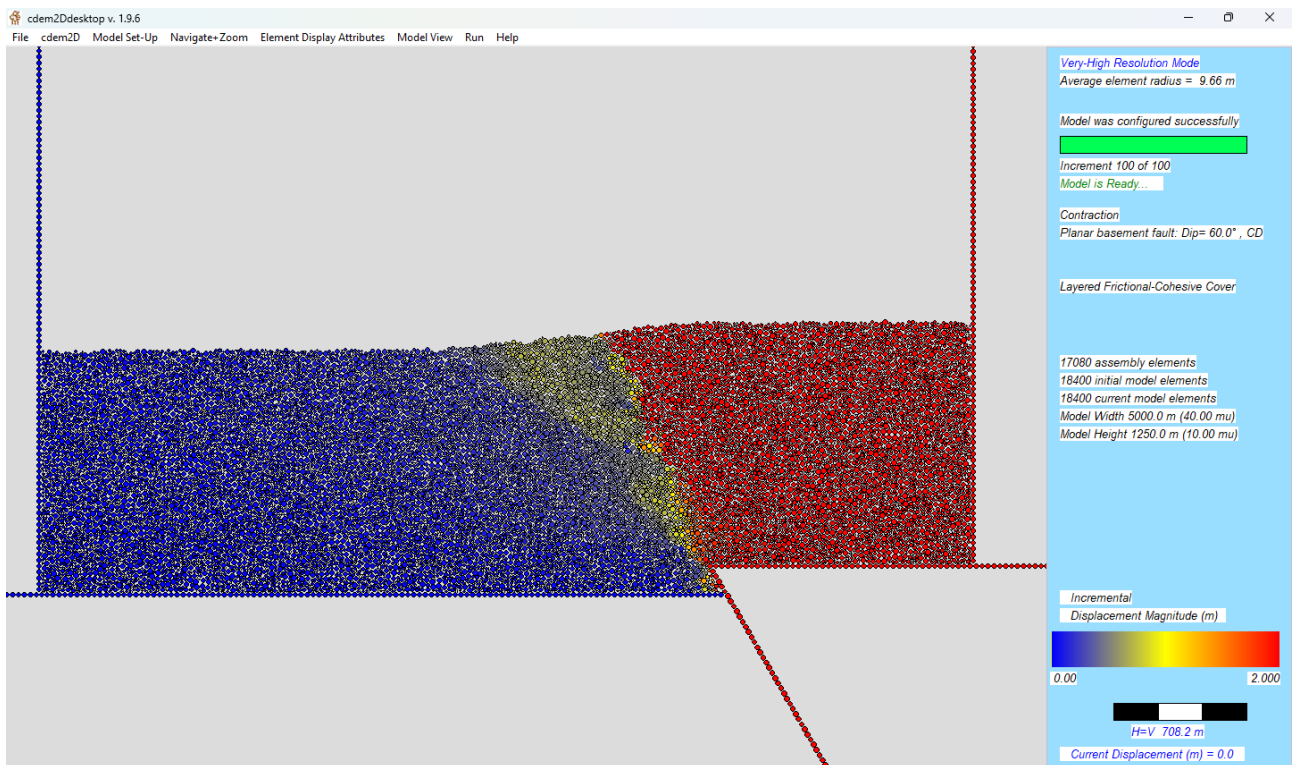 cdem2Ddesktop v. 1.9.6
File cdem2D Model Set-Up Navigate+Zoom Element Display Attributes Model View Run Help
Very-High Resolution Mode
Average element radius = 9.66 m
Model was configured successfully
Increment 100 of 100
Model is Ready...
Contraction
Planar basement fault: Dip= 60.0° , CD
Layered Frictional-Cohesive Cover
17080 assembly elements
18400 initial model elements
18400 current model elements
Model Width 5000.0 m (40.00 mu)
Model Height 1250.0 m (10.00 mu)
Incremental
Displacement Magnitude (m)
0.00 2.000
H=V 708.2 m
Current Displacement (m) = 0.0